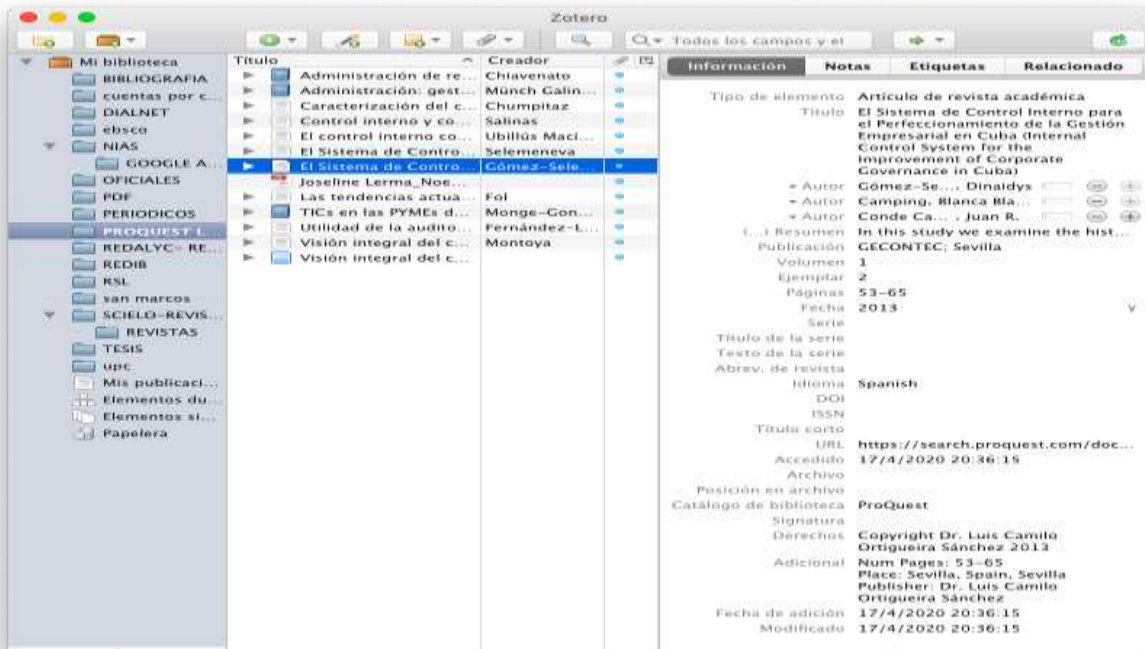 Zotero
Todos los campos y et
Mi biblioteca
BIBLIOGRAFIA
cuentas por c...
DIALNET
ebsco
NIAS
GOOGLE A...
OFICIALES
PDF
PERIODICOS
PROQUEST L...
REDALYC- RE...
REDIB
RSL
san marcos
SCIELO-REVIS...
REVISTAS
TESIS
upc
Mis publicaci...
Elementos du...
Elementos si...
Papelera
Título Creador
Administración de re... Chiavenato
Administración: gest... Münch Galin...
Caracterización del c... Chumpitaz
Control interno y co... Salinas
El control interno co... Ubillús Mací...
El Sistema de Contro... Selemeneva
El Sistema de Contro... Gómez-Sele...
Joseline Lerma_Noe...
Las tendencias actua... Fol
TICs en las PYMEs d... Monge-Gon...
Utilidad de la audito... Fernández-L...
Visión integral del c... Montoya
Visión integral del c...
Información Notas Etiquetas Relacionado
Tipo de elemento Artículo de revista académica
Título El Sistema de Control Interno para
el Perfeccionamiento de la Gestión
Empresarial en Cuba (Internal
Control System for the
Improvement of Corporate
Governance in Cuba)
Autor Gómez-Se..., Dinaidys
Autor Camping, Blanca Bla...
Autor Conde Ca... , Juan R.
(...) Resumen In this study we examine the hist...
Publicación GECONTEC; Sevilla
Volumen 1
Ejemplar 2
Páginas 53-65
Fecha 2013 y
Serie
Título de la serie
Texto de la serie
Abrev. de revista
Idioma Spanish
DOI
ISSN
Título corto
URL https://search.proquest.com/doc...
Accedido 17/4/2020 20:36:15
Archivo
Posición en archivo
Catálogo de biblioteca ProQuest
Signatura
Derechos Copyright Dr. Luis Camilo
Ortigueira Sánchez 2013
Adicional Num Pages: 53-65
Place: Sevilla, Spain, Sevilla
Publisher: Dr. Luis Camilo
Ortigueira Sánchez
Fecha de adición 17/4/2020 20:36:15
Modificado 17/4/2020 20:36:15